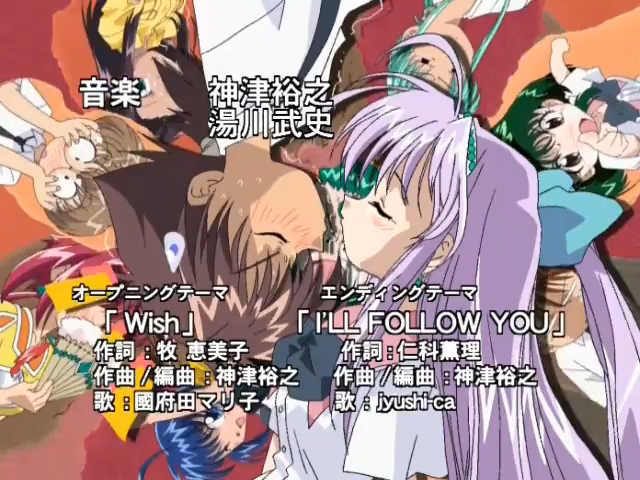 音楽 神津裕之
湯川武史
オープニングテーマ
「Wish」
作詞：牧 恵美子
作曲/編曲：神津裕之
歌：國府田マリ子
エンディングテーマ
「I'LL FOLLOW YOU」
作詞：仁科薫理
作曲/編曲：神津裕之
歌：jyushi-ca